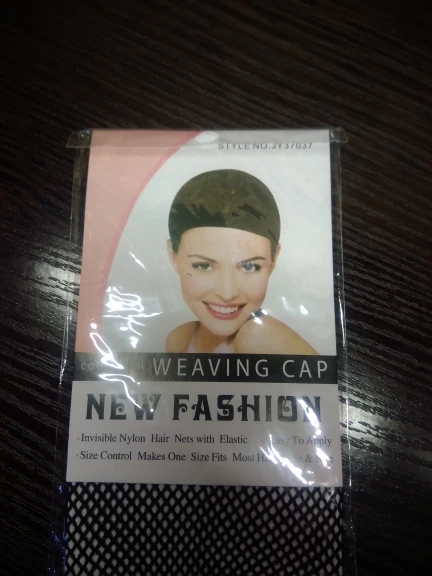 STYLE NO.JY37037
WEAVING CAP
NEW FASHION
Invisible Nylon Hair Nets with Elastic To Apply
Size Control Makes One Size Fits Most